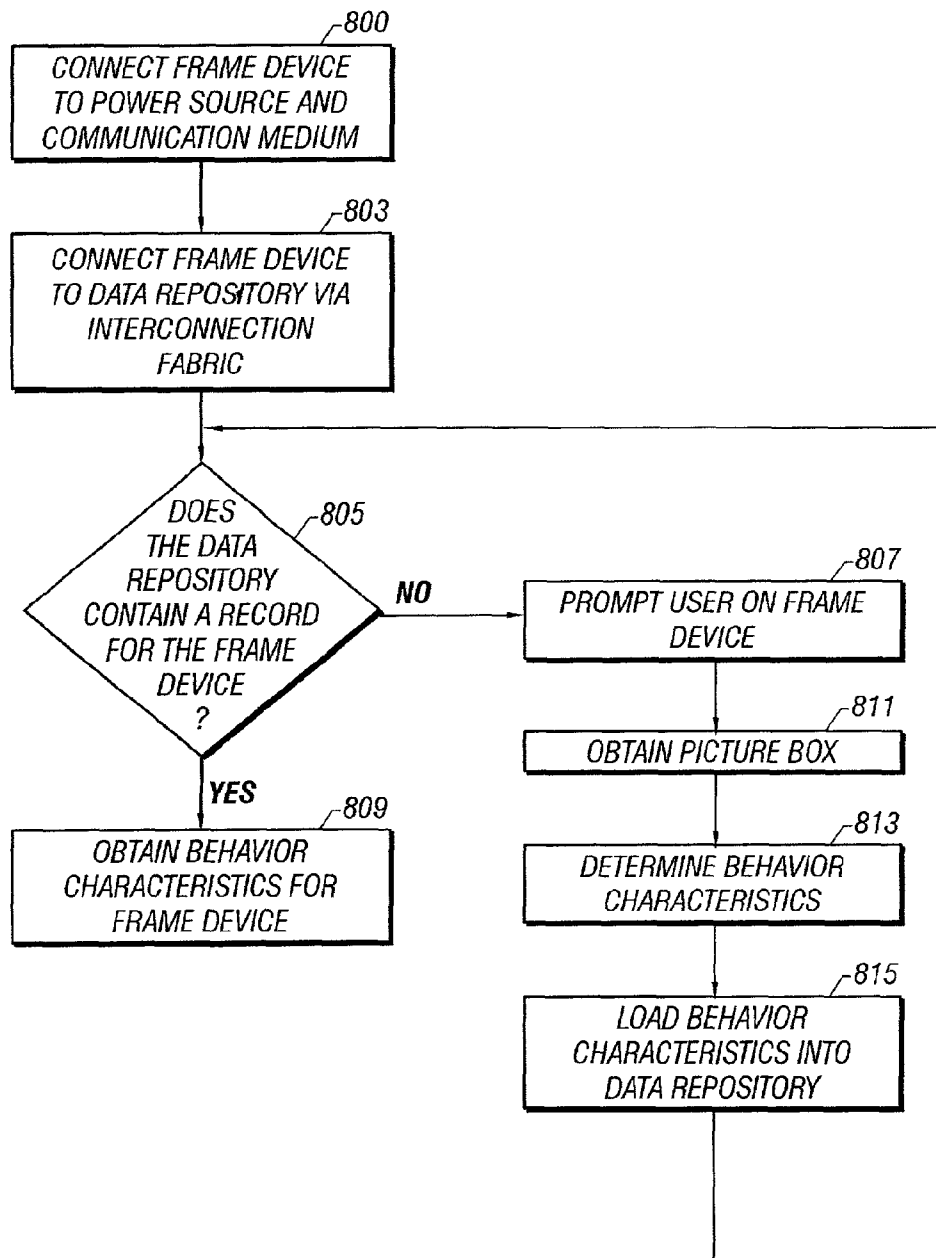 800
CONNECT FRAME DEVICE
TO POWER SOURCE AND
COMMUNICATION MEDIUM
803
CONNECT FRAME DEVICE
TO DATA REPOSITORY VIA
INTERCONNECTION
FABRIC
805
DOES
THE DATA
REPOSITORY
CONTAIN A RECORD
FOR THE FRAME
DEVICE
?
NO
YES
807
PROMPT USER ON FRAME
DEVICE
811
OBTAIN PICTURE BOX
809
OBTAIN BEHAVIOR
CHARACTERISTICS FOR
FRAME DEVICE
813
DETERMINE BEHAVIOR
CHARACTERISTICS
815
LOAD BEHAVIOR
CHARACTERISTICS INTO
DATA REPOSITORY